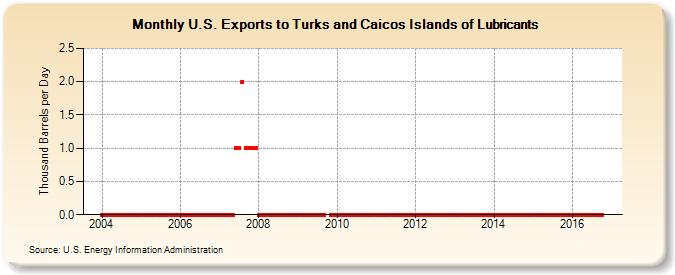 Monthly U.S. Exports to Turks and Caicos Islands of Lubricants
Thousand Barrels per Day
2.5
2.0
1.5
1.0
0.5
0.0
2004 2006 2008 2010 2012 2014 2016
Source: U.S. Energy Information Administration